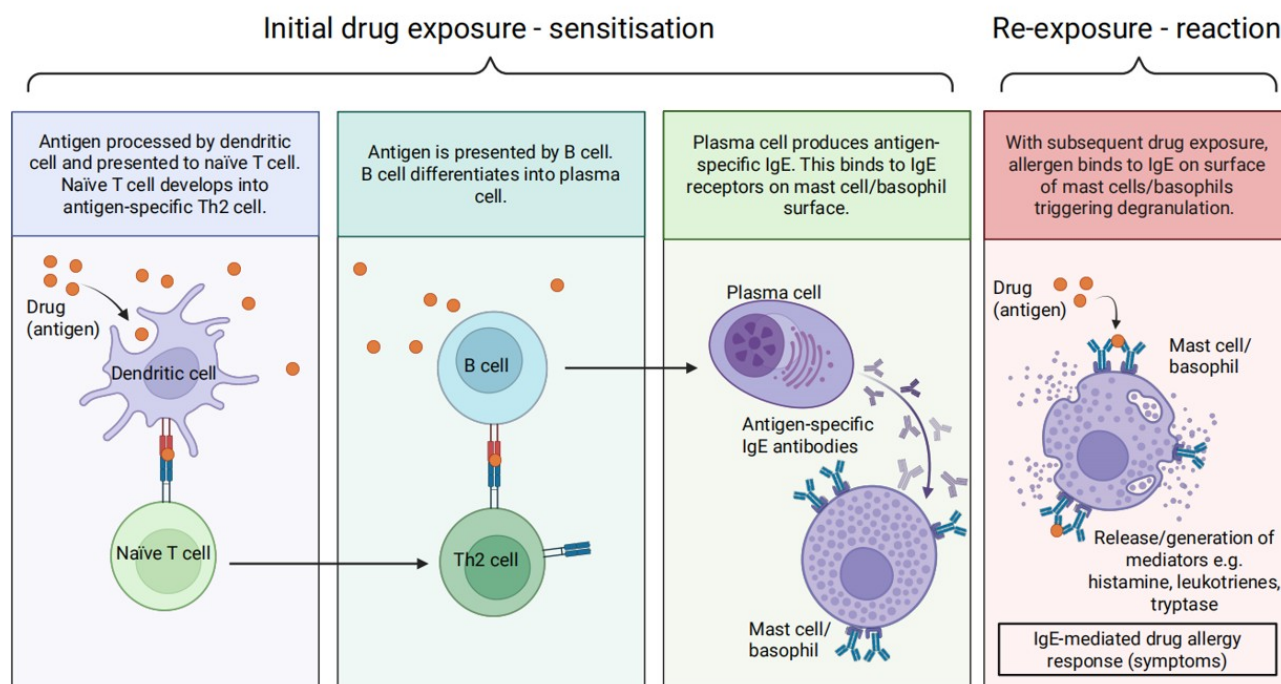 Initial drug exposure - sensitisation
Re-exposure - reaction
Antigen processed by dendritic
cell and presented to naïve T cell.
Naïve T cell develops into
antigen-specific Th2 cell.
Drug
(antigen)
Dendritic cell
Naïve T cell
Antigen is presented by B cell.
B cell differentiates into plasma
cell.
B cell
Th2 cell
Plasma cell produces antigen-
specific IgE. This binds to IgE
receptors on mast cell/basophil
surface.
Plasma cell
Antigen-specific
IgE antibodies
Mast cell/
basophil
With subsequent drug exposure,
allergen binds to IgE on surface
of mast cells/basophils
triggering degranulation.
Drug
(antigen)
Mast cell/
basophil
Release/generation of
mediators e.g.
histamine, leukotrienes,
tryptase
IgE-mediated drug allergy
response (symptoms)